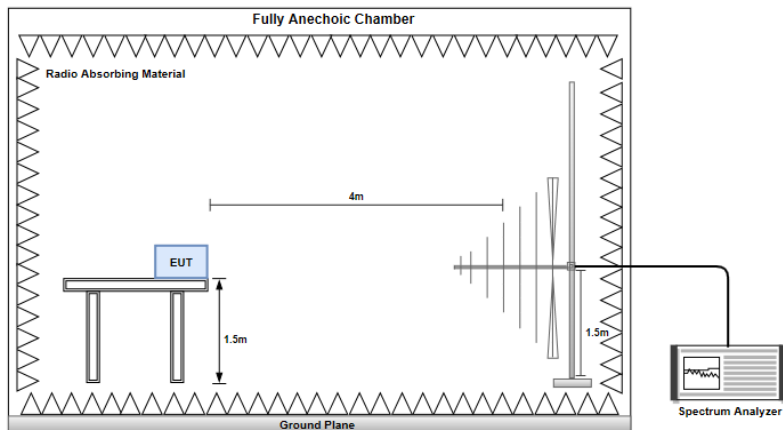 Fully Anechoic Chamber
Radio Absorbing Material
4m
EUT
1.5m
1.5m
Spectrum Analyzer
Ground Plane